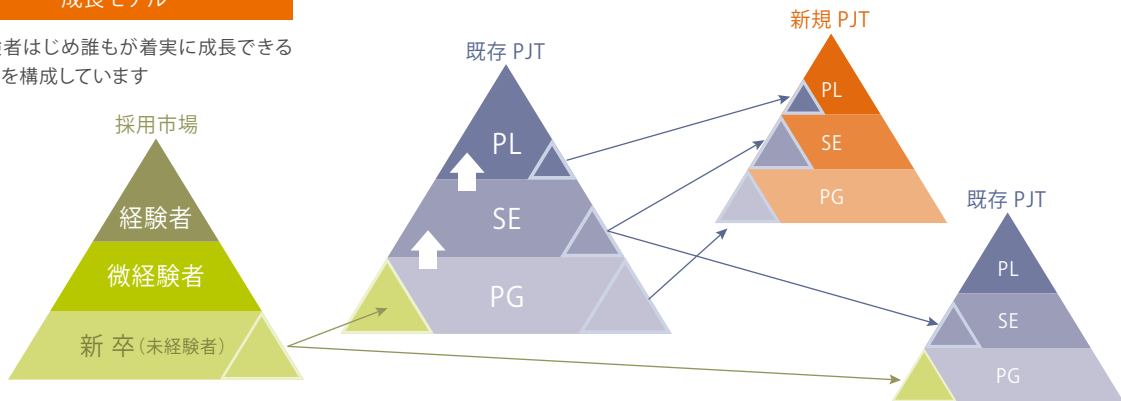 成長モデル
験者はじめ誰もが着実に成長できる
を構成しています
採用市場
経験者
微経験者
新 卒(未経験者)
既存 PJT
PL
SE
PG
新規 PJT
PL
SE
PG
既存 PJT
PL
SE
PG